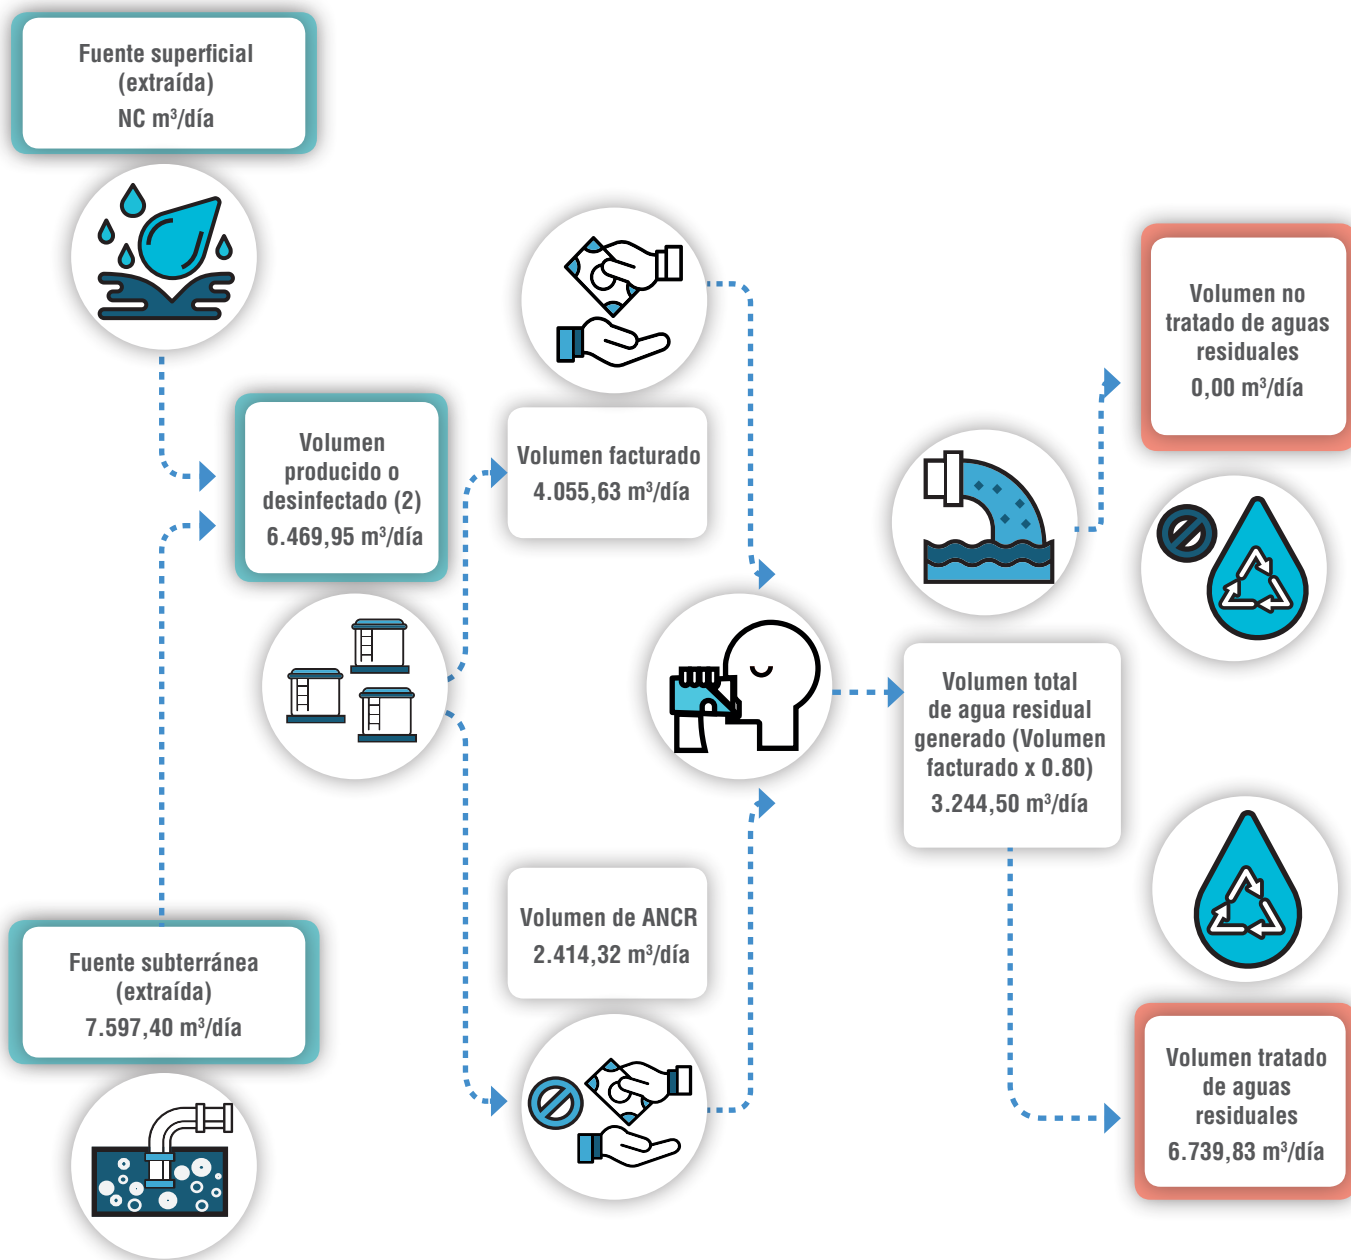 Fuente superficial
(extraída)
NC m³/día
Volumen
producido o
desinfectado (2)
6.469,95 m³/día
Fuente subterránea
(extraída)
7.597,40 m³/día
Volumen facturado
4.055,63 m³/día
Volumen de ANCR
2.414,32 m³/día
Volumen total
de agua residual
generado (Volumen
facturado x 0.80)
3.244,50 m³/día
Volumen no
tratado de aguas
residuales
0,00 m³/día
Volumen tratado
de aguas
residuales
6.739,83 m³/día